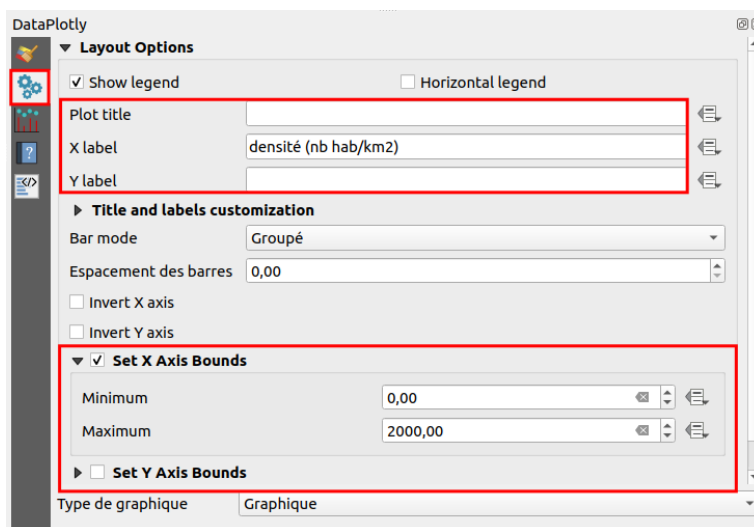 DataPlotly
Layout Options
Show legend Horizontal legend
Plot title
X label densité (nb hab/km2)
Y label
Title and labels customization
Bar mode Groupé
Espacement des barres 0,00
Invert X axis
Invert Y axis
Set X Axis Bounds
Minimum 0,00
Maximum 2000,00
Set Y Axis Bounds
Type de graphique Graphique